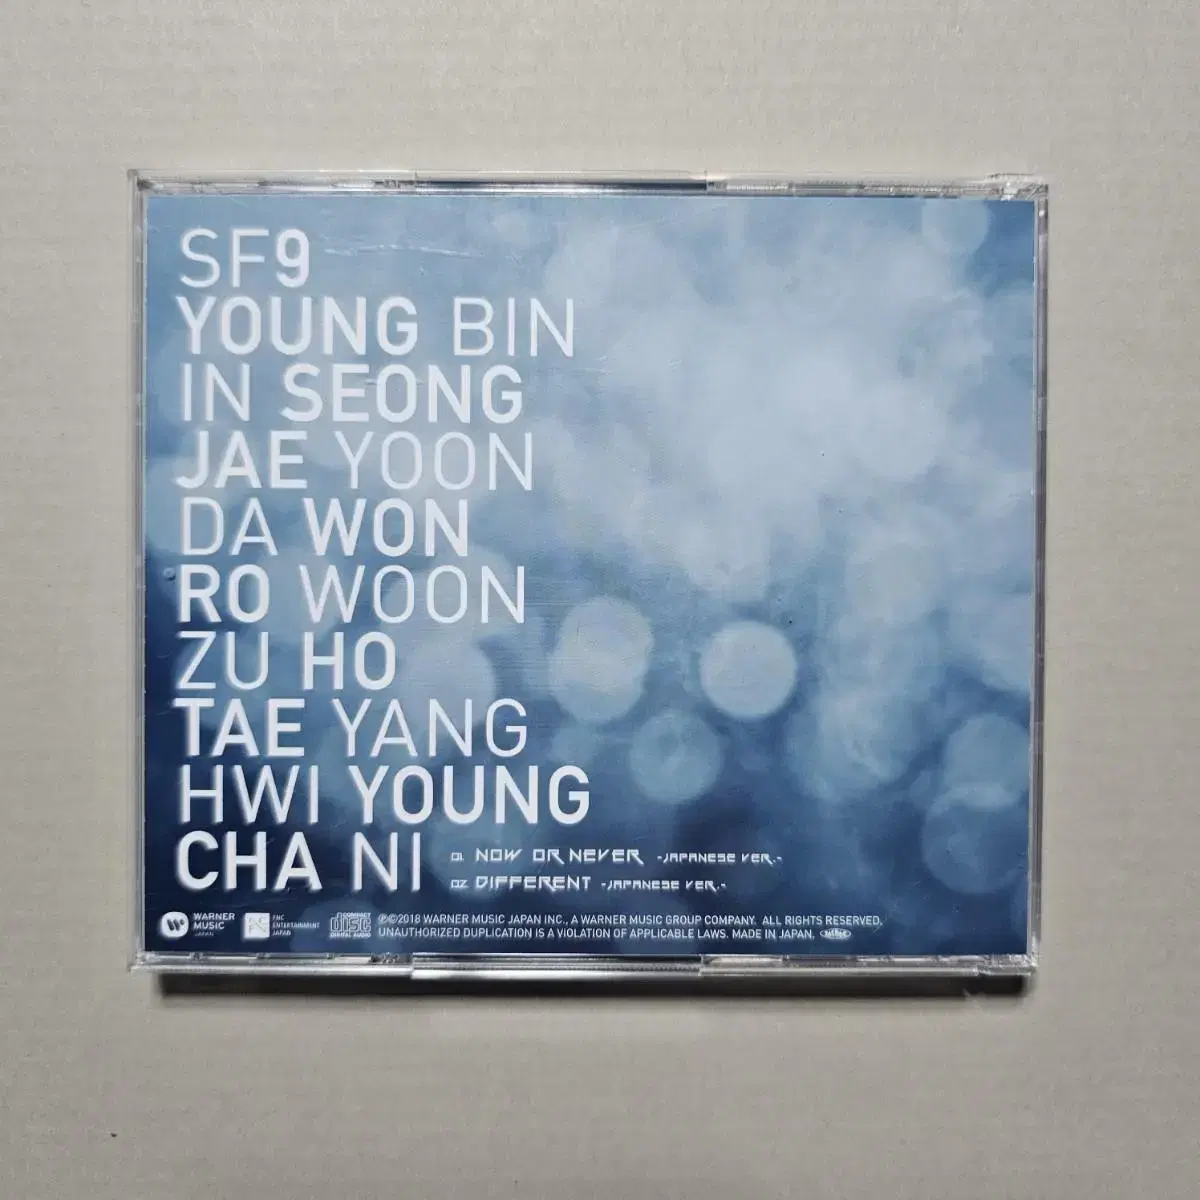 SF9
YOUNG BIN
IN SEONG
JAE YOON
DA WON
RO WOON
ZU HO
TAE YANG
HWI YOUNG
CHA NI
01. NOW OR NEVER -JAPANESE VER.-
02. DIFFERENT -JAPANESE VER.-
WARNER MUSIC JAPAN
FNC ENTERTAINMENT JAPAN
COMPACT disc DIGITAL AUDIO
℗©2018 WARNER MUSIC JAPAN INC., A WARNER MUSIC GROUP COMPANY. ALL RIGHTS RESERVED.
UNAUTHORIZED DUPLICATION IS A VIOLATION OF APPLICABLE LAWS. MADE IN JAPAN.